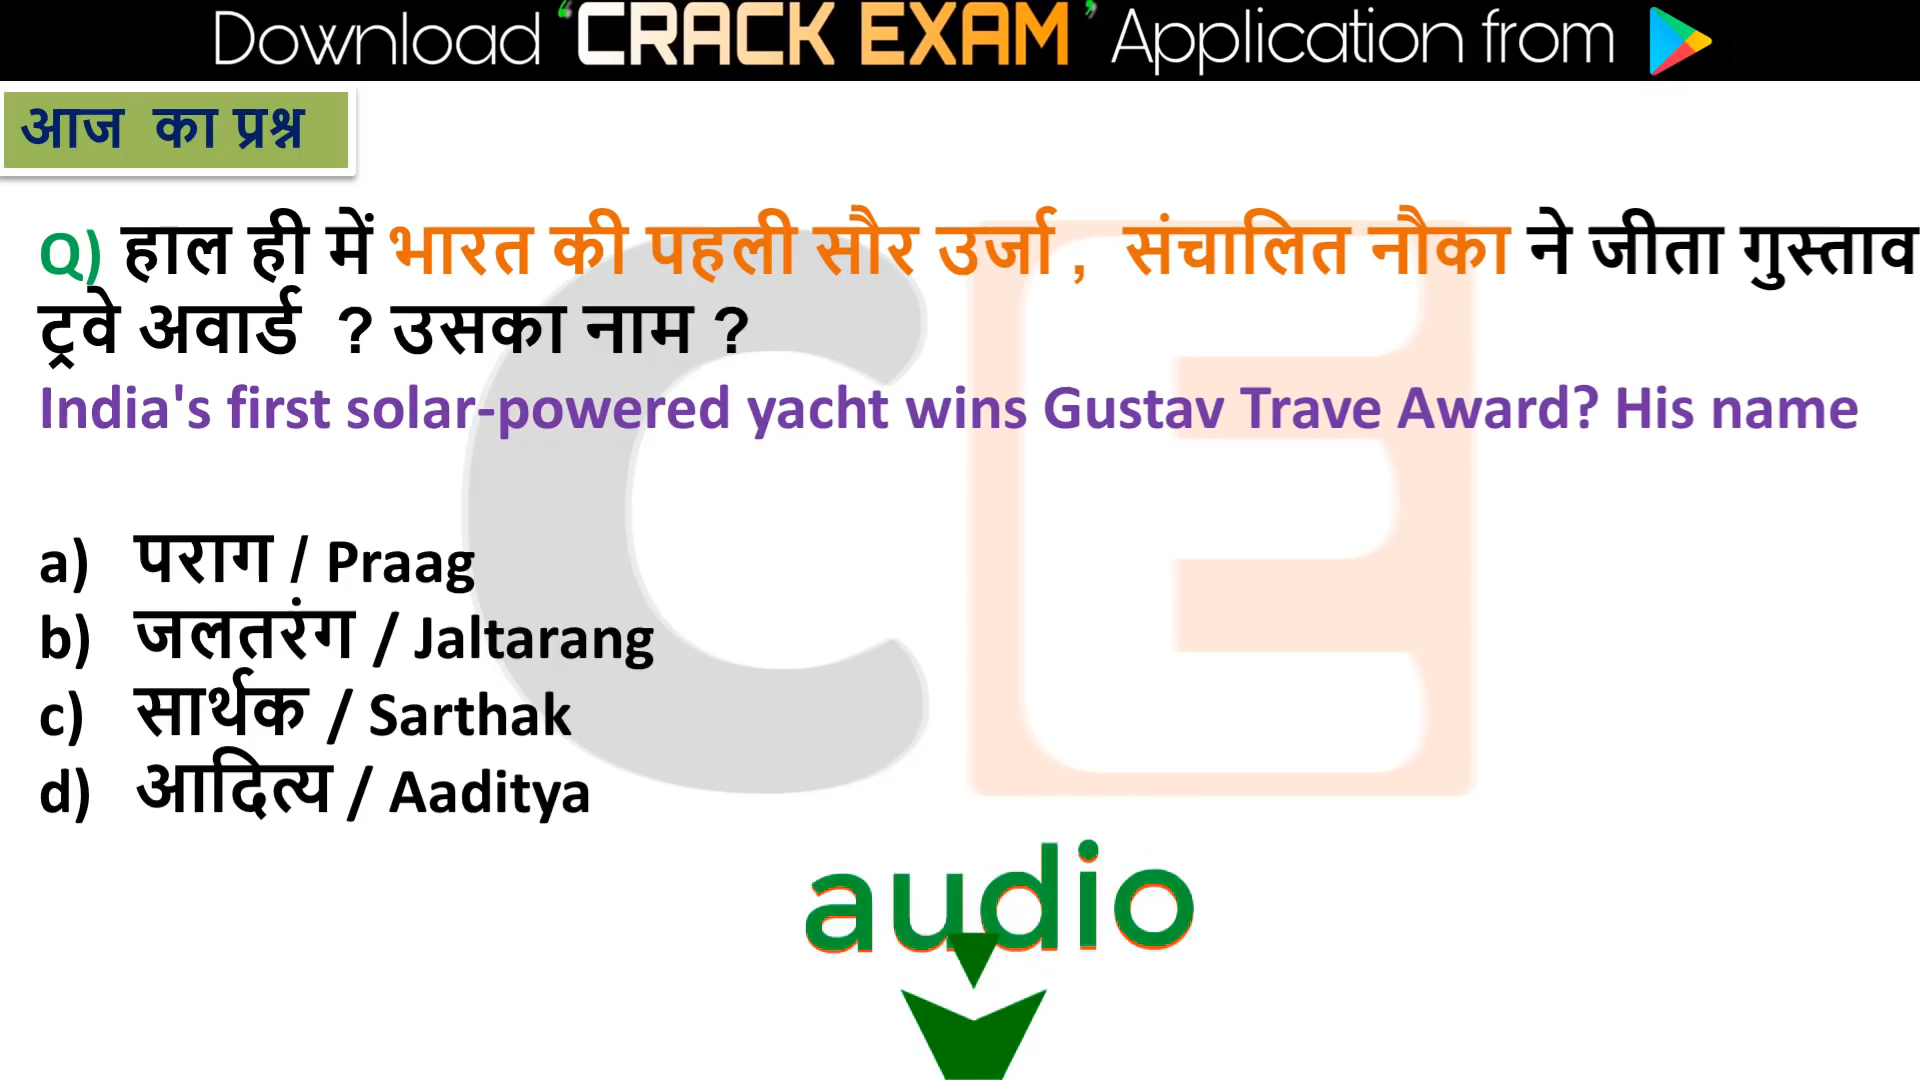 Download ‘CRACK EXAM’ Application from
आज का प्रश्न
Q) हाल ही में भारत की पहली सौर उर्जा , संचालित नौका ने जीता गुस्ताव
ट्रवे अवार्ड ? उसका नाम ?
India's first solar-powered yacht wins Gustav Trave Award? His name
a) पराग / Praag
b) जलतरंग / Jaltarang
c) सार्थक / Sarthak
d) आदित्य / Aaditya
CE
audio